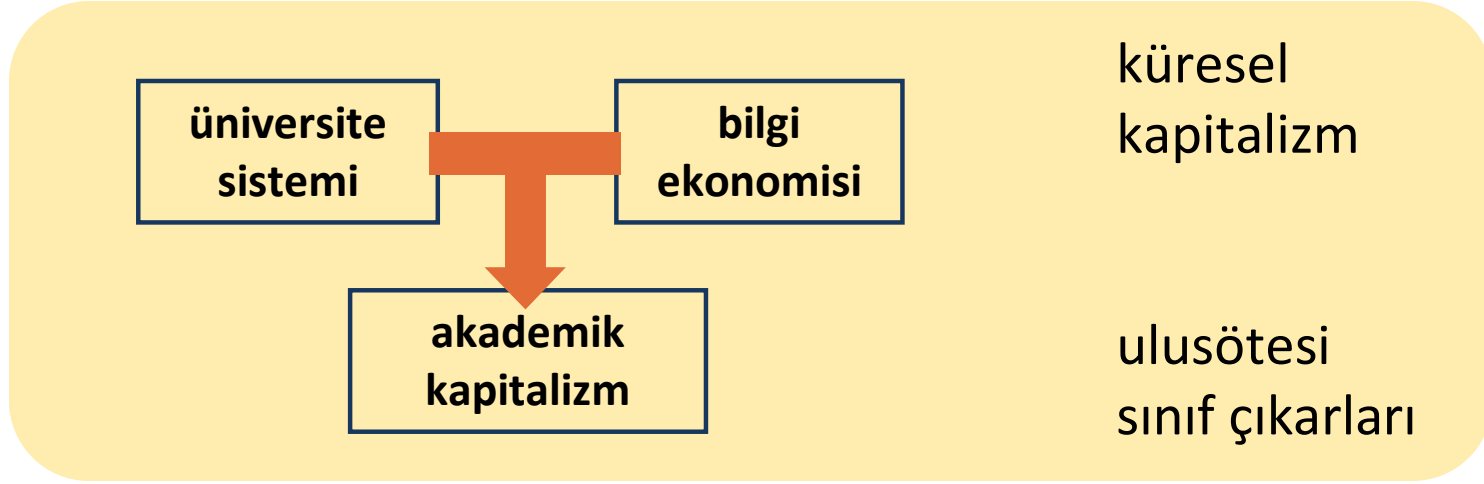 üniversite
sistemi
bilgi
ekonomisi
akademik
kapitalizm
küresel
kapitalizm
ulusötesi
sınıf çıkarları